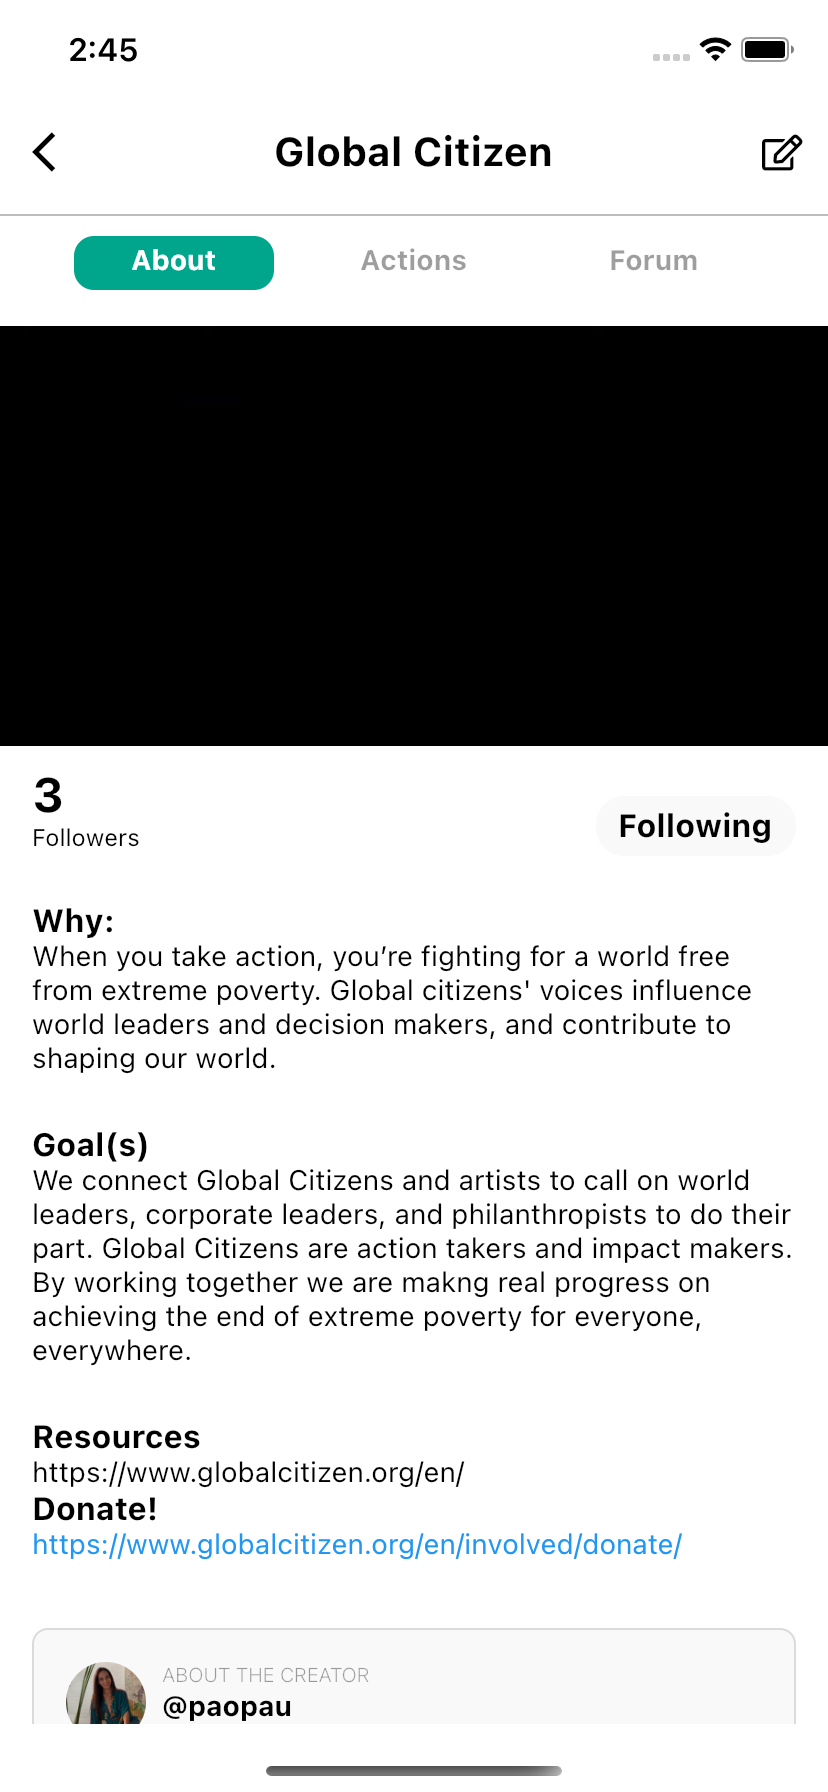 2:45
Global Citizen
About
Actions
Forum
3
Followers
Following
Why:
When you take action, you’re fighting for a world free
from extreme poverty. Global citizens' voices influence
world leaders and decision makers, and contribute to
shaping our world.
Goal(s)
We connect Global Citizens and artists to call on world
leaders, corporate leaders, and philanthropists to do their
part. Global Citizens are action takers and impact makers.
By working together we are makng real progress on
achieving the end of extreme poverty for everyone,
everywhere.
Resources
https://www.globalcitizen.org/en/
Donate!
https://www.globalcitizen.org/en/involved/donate/
ABOUT THE CREATOR
@paopau